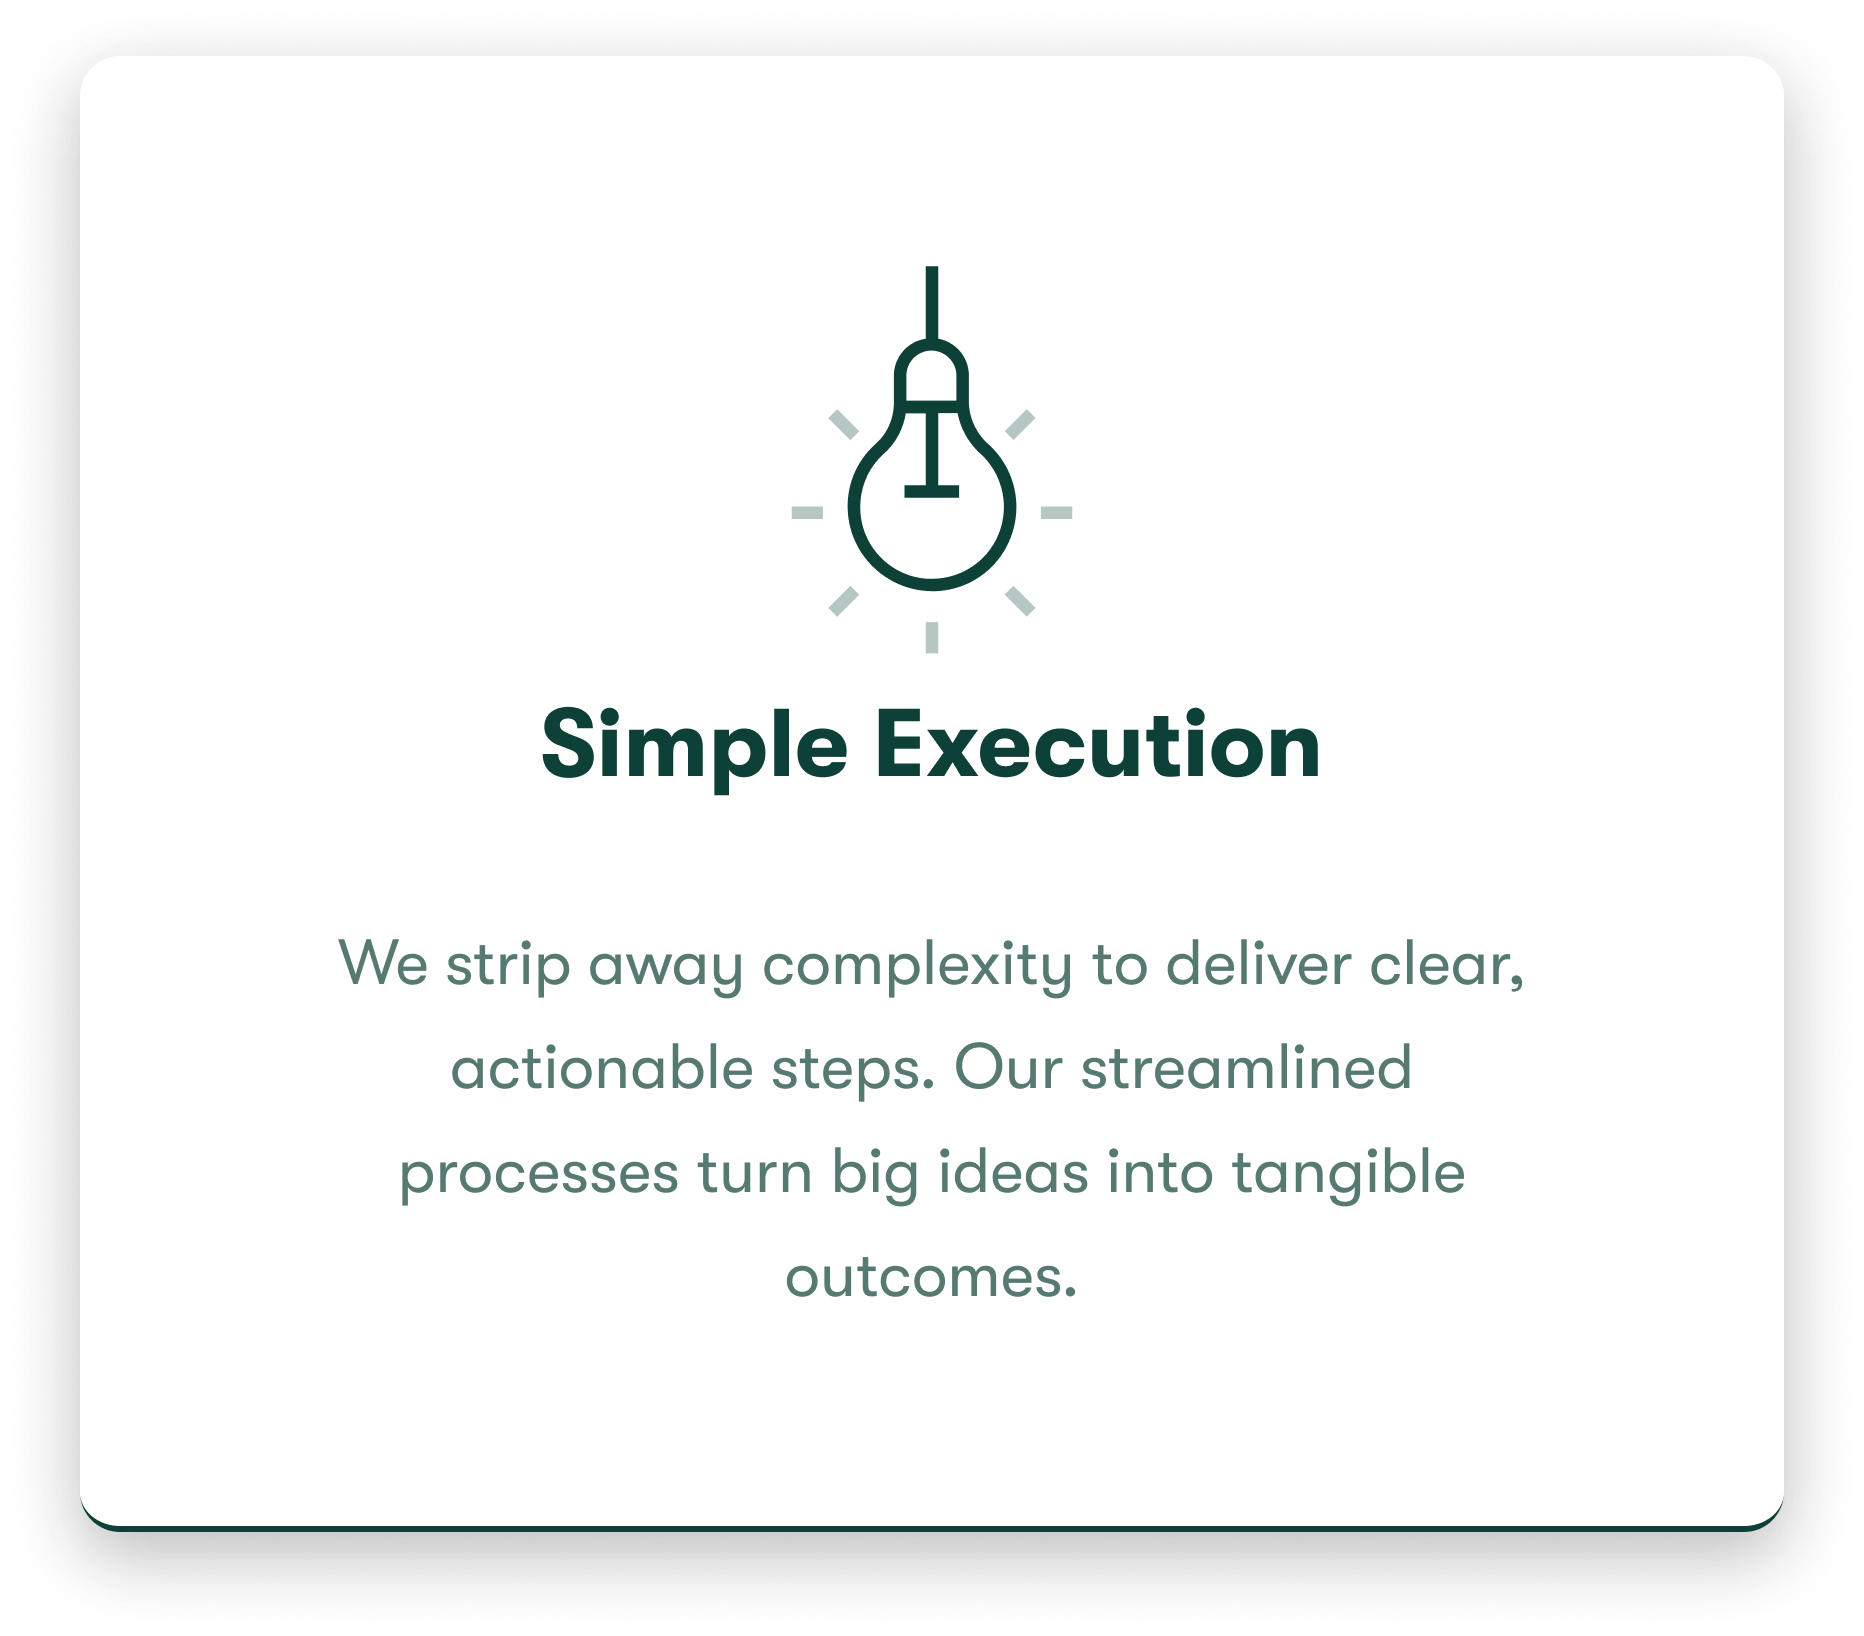 Simple Execution
We strip away complexity to deliver clear,
actionable steps. Our streamlined
processes turn big ideas into tangible
outcomes.